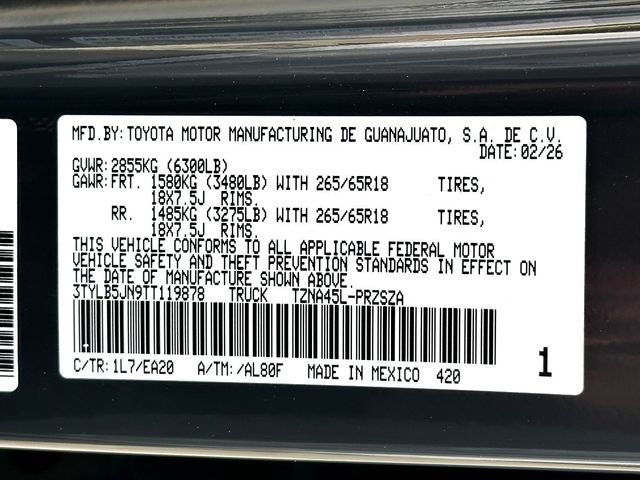 MFD.BY: TOYOTA MOTOR MANUFACTURING DE GUANAJUATO, S.A. DE C.V.
DATE: 02/26
GVWR: 2855KG (6300LB)
GAWR: FRT. 1580KG (3480LB) WITH 265/65R18 TIRES,
18X7.5J RIMS.
RR. 1485KG (3275LB) WITH 265/65R18 TIRES,
18X7.5J RIMS.
THIS VEHICLE CONFORMS TO ALL APPLICABLE FEDERAL MOTOR
VEHICLE SAFETY AND THEFT PREVENTION STANDARDS IN EFFECT ON
THE DATE OF MANUFACTURE SHOWN ABOVE.
3TYLB5JN9TT119878 TRUCK TZNA45L-PRZSZA
C/TR: 1L7/EA20 A/TM: /AL80F MADE IN MEXICO 420
1